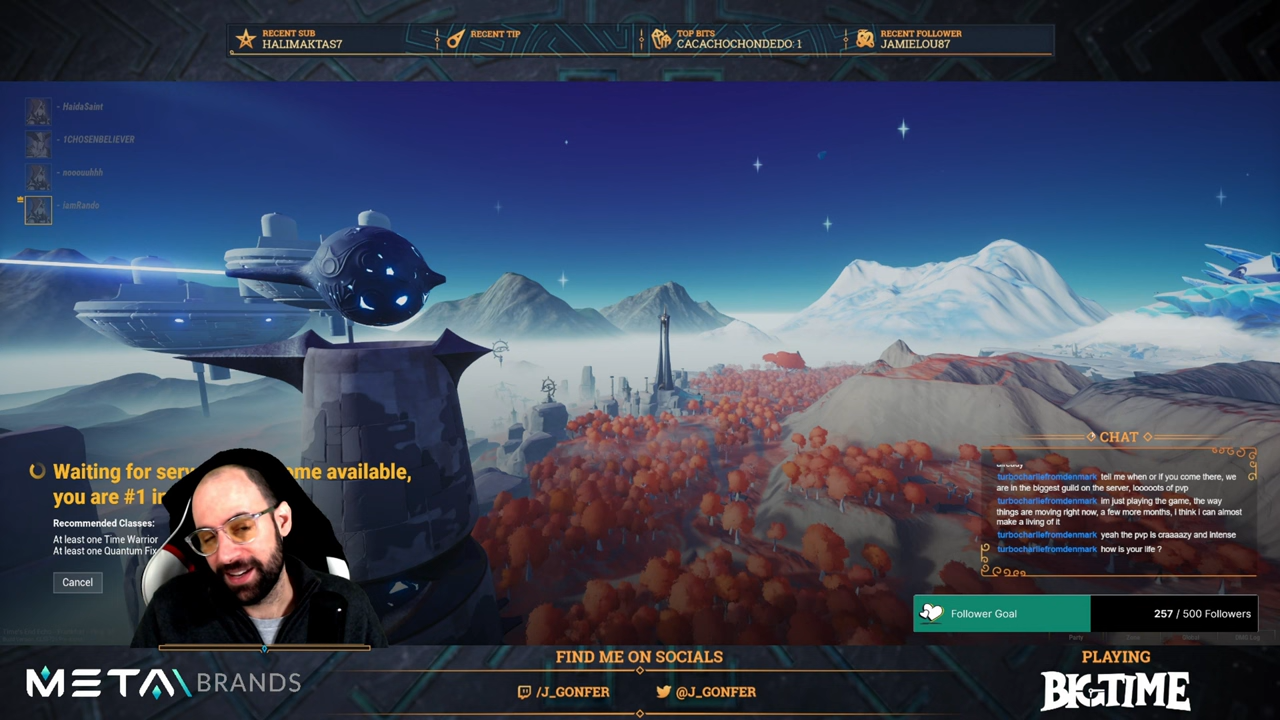 RECENT SUB
HALIMAKTAS7
RECENT TIP
TOP BITS
CACACHOCHONDEDO: 1
RECENT FOLLOWER
JAMIELOU87
- HaidaSaint
- 1CHOSENBELIEVER
- nooouuhhh
- iamRando
Waiting for ome available,
you are #1
Recommended Classes:
At least one Time Warrior
At least one Quantum Fix
Cancel
CHAT
turbocharliefromdenmark tell me when or if you come there, we
are in the biggest guild on the server, looooots of pvp
turbocharliefromdenmark im just playing the game, the way
things are moving right now, a few more months, i think i can almost
make a living of it
turbocharliefromdenmark yeah the pvp is craaaazy and intense
turbocharliefromdenmark how is your life ?
Follower Goal
257 / 500 Followers
Party
META BRANDS
FIND ME ON SOCIALS
/J_GONFER
@J_GONFER
PLAYING
BIGTIME